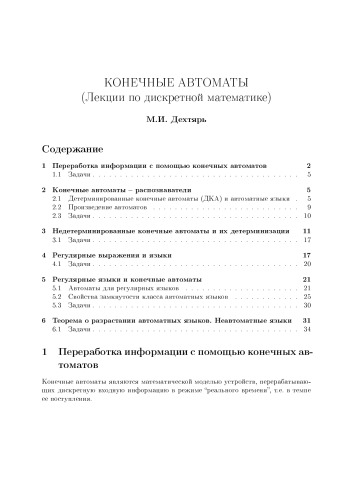 КОНЕЧНЫЕ АВТОМАТЫ
(Лекции по дискретной математике)
М.И. Дехтярь
Содержание
1 Переработка информации с помощью конечных автоматов 2
1.1 Задачи . . . . . . . . . . . . . . . . . . . . . . . . . . . . . . 5
2 Конечные автоматы – распознаватели 5
2.1 Детерминированные конечные автоматы (ДКА) и автоматные языки . 5
2.2 Произведение автоматов . . . . . . . . . . . . . . . . . . . . . 9
2.3 Задачи . . . . . . . . . . . . . . . . . . . . . . . . . . . . . . 10
3 Недетерминированные конечные автоматы и их детерминизации 11
3.1 Задачи . . . . . . . . . . . . . . . . . . . . . . . . . . . . . . 17
4 Регулярные выражения и языки 17
4.1 Задачи . . . . . . . . . . . . . . . . . . . . . . . . . . . . . . 20
5 Регулярные языки и конечные автоматы 21
5.1 Автоматы для регулярных языков . . . . . . . . . . . . . . . . 21
5.2 Свойства замкнутости класса автоматных языков . . . . . . . . 25
5.3 Задачи . . . . . . . . . . . . . . . . . . . . . . . . . . . . . . 30
6 Теорема о разрастании автоматных языков. Неавтоматные языки 31
6.1 Задачи . . . . . . . . . . . . . . . . . . . . . . . . . . . . . . 34
1 Переработка информации с помощью конечных ав-
томатов
Конечные автоматы являются математической моделью устройств, перерабатываю-
щих дискретную входную информацию в режиме “реального времени”, т.е. в темпе
ее поступления.